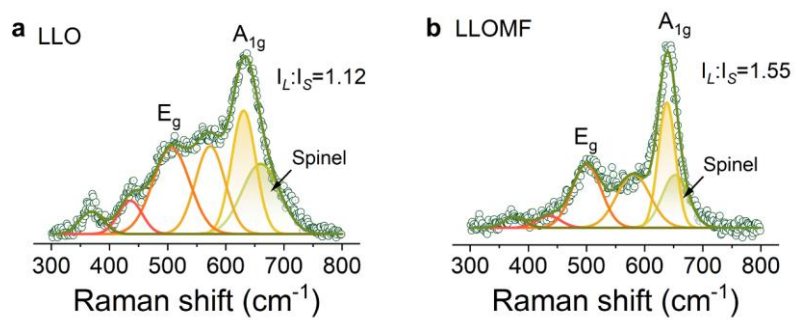 a LLO
A1g
IL:IS=1.12
Eg
Spinel
300 400 500 600 700 800
Raman shift (cm-1)
b LLOMF
A1g
IL:IS=1.55
Eg
Spinel
300 400 500 600 700 800
Raman shift (cm-1)